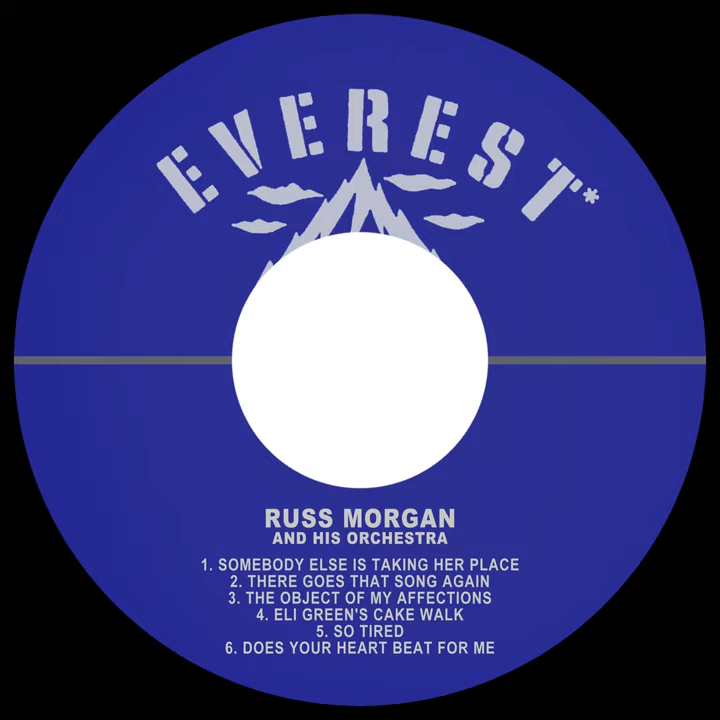 EVEREST*
RUSS MORGAN
AND HIS ORCHESTRA
1. SOMEBODY ELSE IS TAKING HER PLACE
2. THERE GOES THAT SONG AGAIN
3. THE OBJECT OF MY AFFECTIONS
4. ELI GREEN'S CAKE WALK
5. SO TIRED
6. DOES YOUR HEART BEAT FOR ME